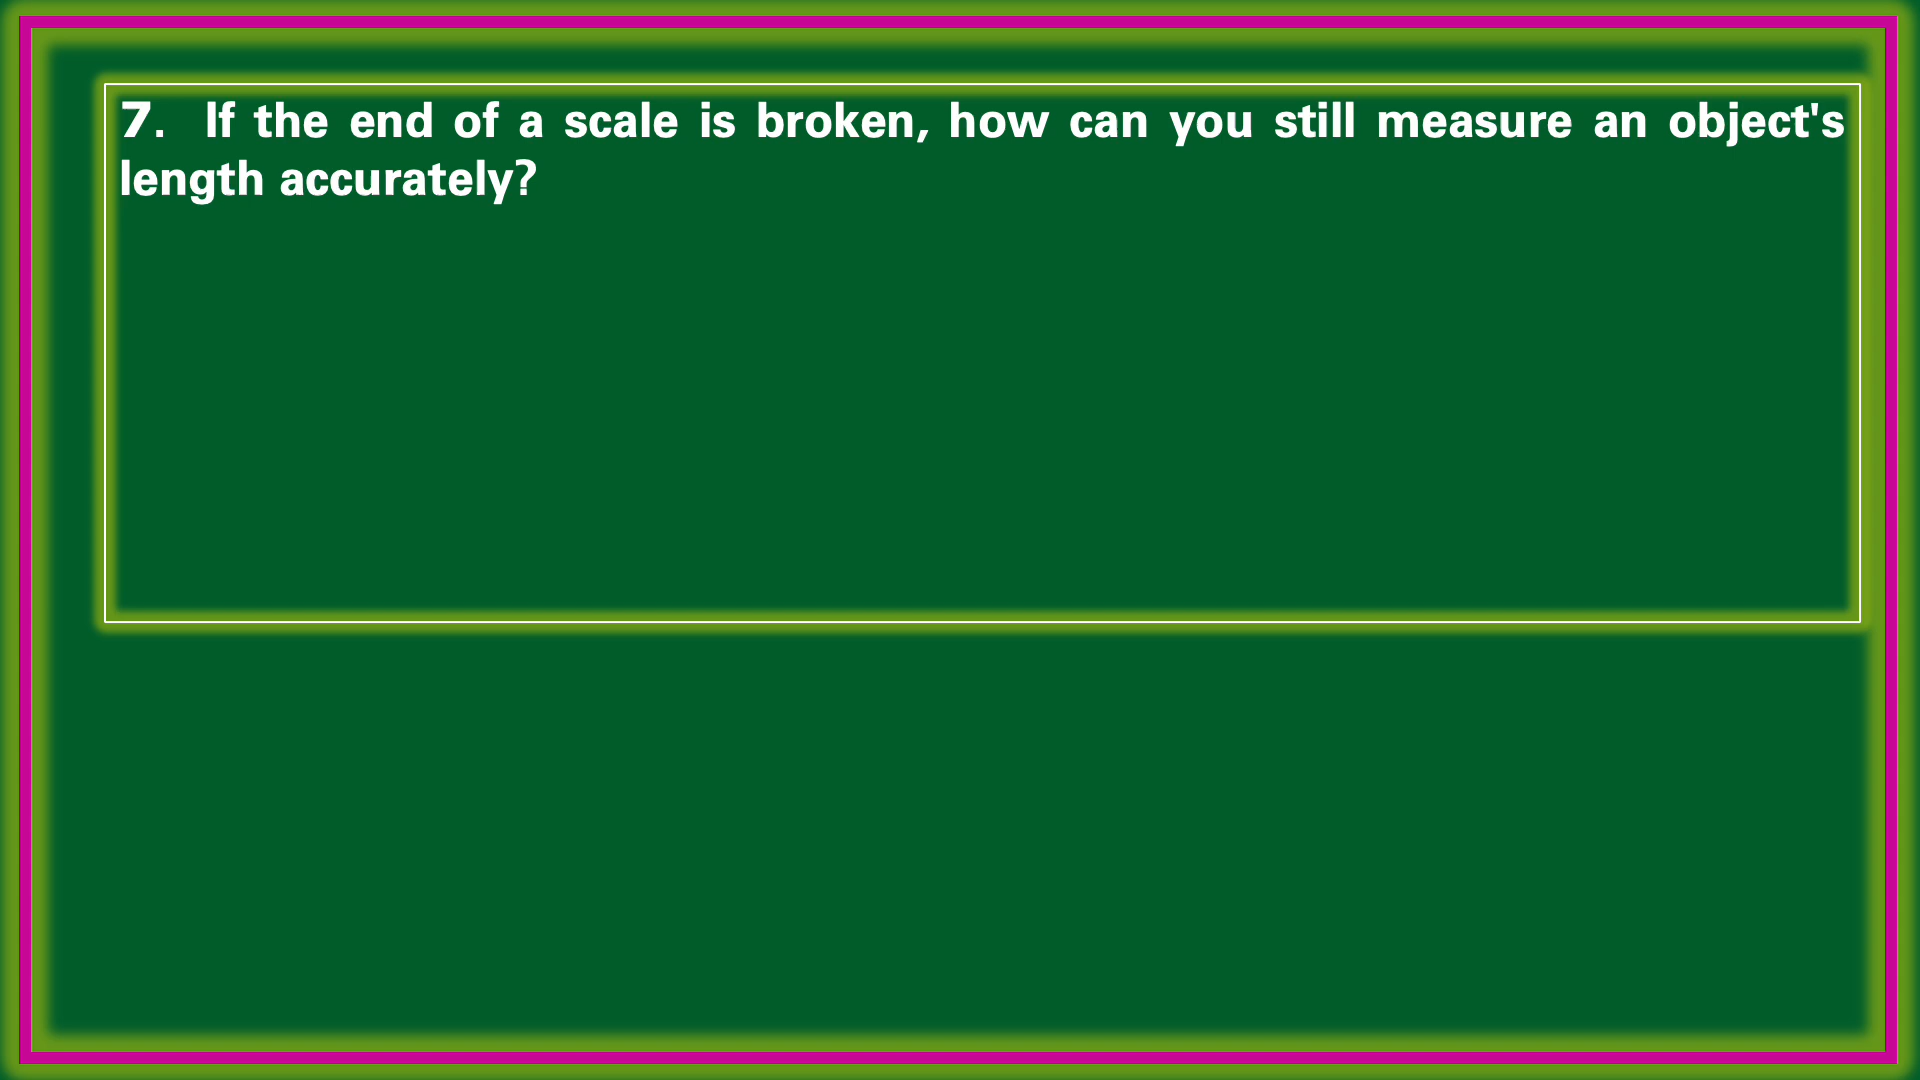 7. If the end of a scale is broken, how can you still measure an object's
length accurately?